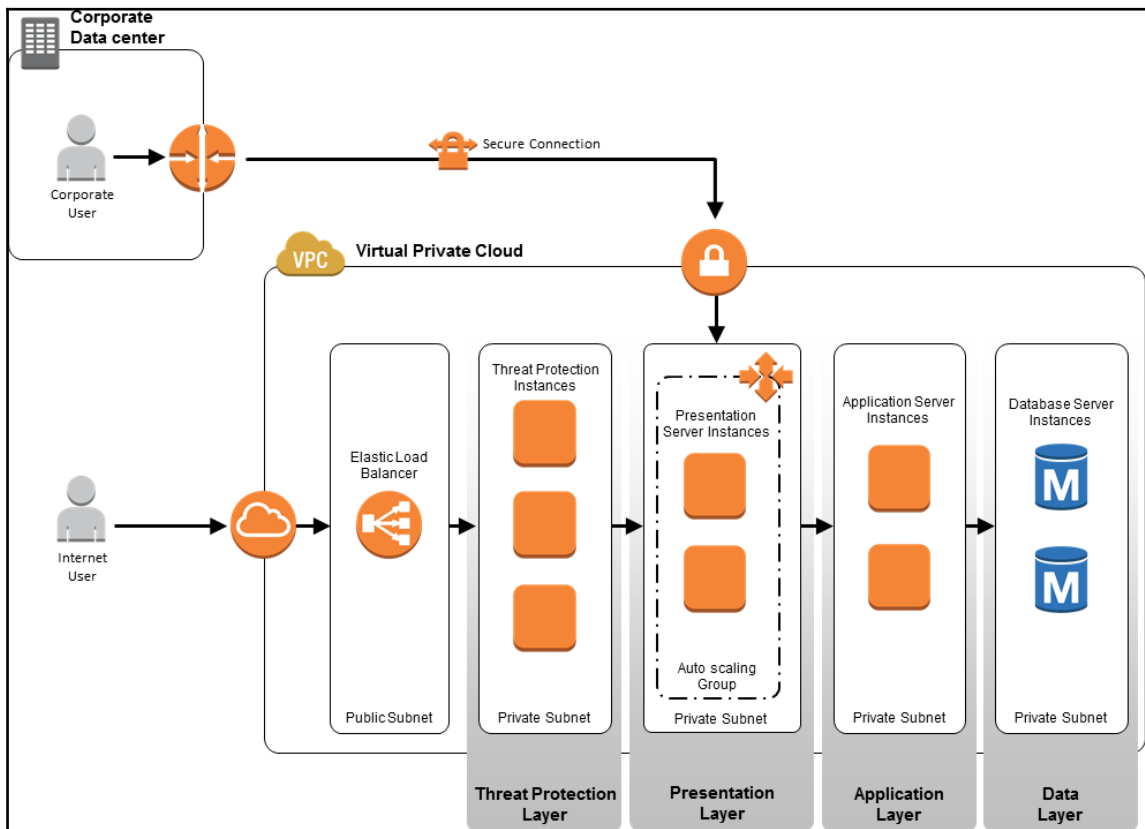 Corporate
Data center
Corporate
User
Secure Connection
VPC
Virtual Private Cloud
Internet
User
Elastic Load
Balancer
Public Subnet
Threat Protection
Instances
Private Subnet
Presentation
Server Instances
Auto scaling
Group
Private Subnet
Application Server
Instances
Private Subnet
Database Server
Instances
M
M
Private Subnet
Threat Protection
Layer
Presentation
Layer
Application
Layer
Data
Layer